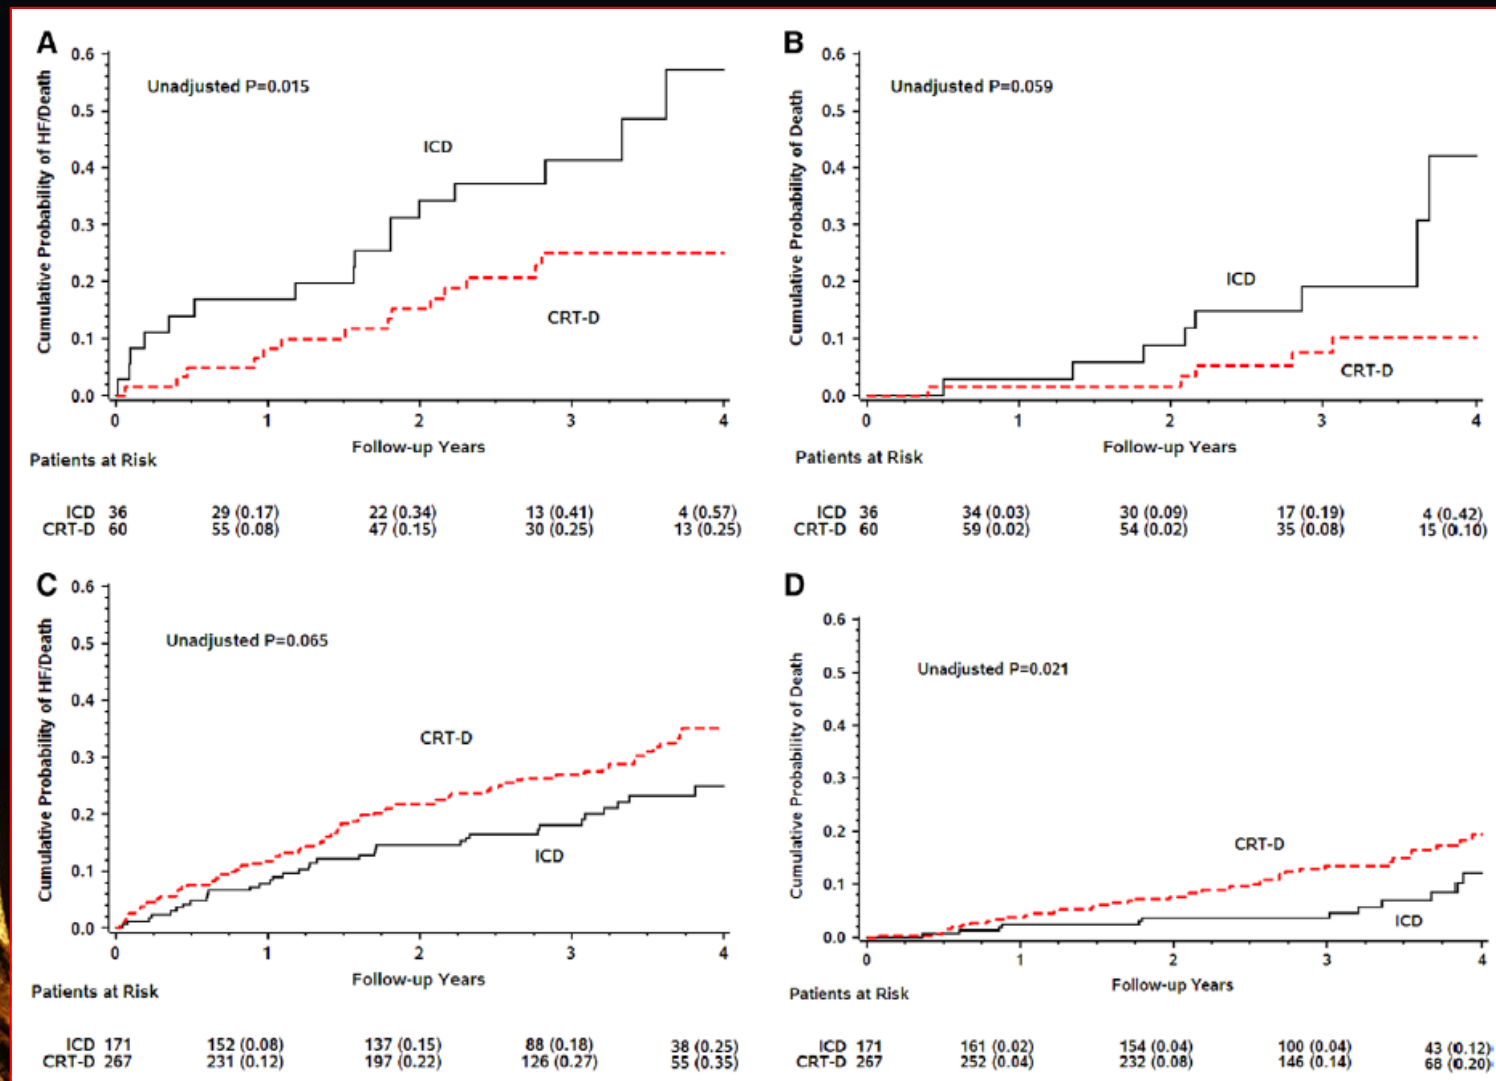 A
0.6
Unadjusted P=0.015
0.5
ICD
0.4
0.3
0.2
CRT-D
0.1
0.0
Cumulative Probability of HF/Death
0 1 2 3 4
Follow-up Years
Patients at Risk
ICD 36 29 (0.17) 22 (0.34) 13 (0.41) 4 (0.57)
CRT-D 60 55 (0.08) 47 (0.15) 30 (0.25) 13 (0.25)
B
0.6
Unadjusted P=0.059
0.5
0.4
0.3
ICD
0.2
0.1
CRT-D
0.0
Cumulative Probability of Death
0 1 2 3 4
Follow-up Years
Patients at Risk
ICD 36 34 (0.03) 30 (0.09) 17 (0.19) 4 (0.42)
CRT-D 60 59 (0.02) 54 (0.02) 35 (0.08) 15 (0.10)
C
0.6
Unadjusted P=0.065
0.5
0.4
CRT-D
0.3
0.2
ICD
0.1
0.0
Cumulative Probability of HF/Death
0 1 2 3 4
Follow-up Years
Patients at Risk
ICD 171 152 (0.08) 137 (0.15) 88 (0.18) 38 (0.25)
CRT-D 267 231 (0.12) 197 (0.22) 126 (0.27) 55 (0.35)
D
0.6
Unadjusted P=0.021
0.5
0.4
0.3
0.2
CRT-D
0.1
ICD
0.0
Cumulative Probability of Death
0 1 2 3 4
Follow-up Years
Patients at Risk
ICD 171 161 (0.02) 154 (0.04) 100 (0.04) 43 (0.12)
CRT-D 267 252 (0.04) 232 (0.08) 146 (0.14) 68 (0.20)